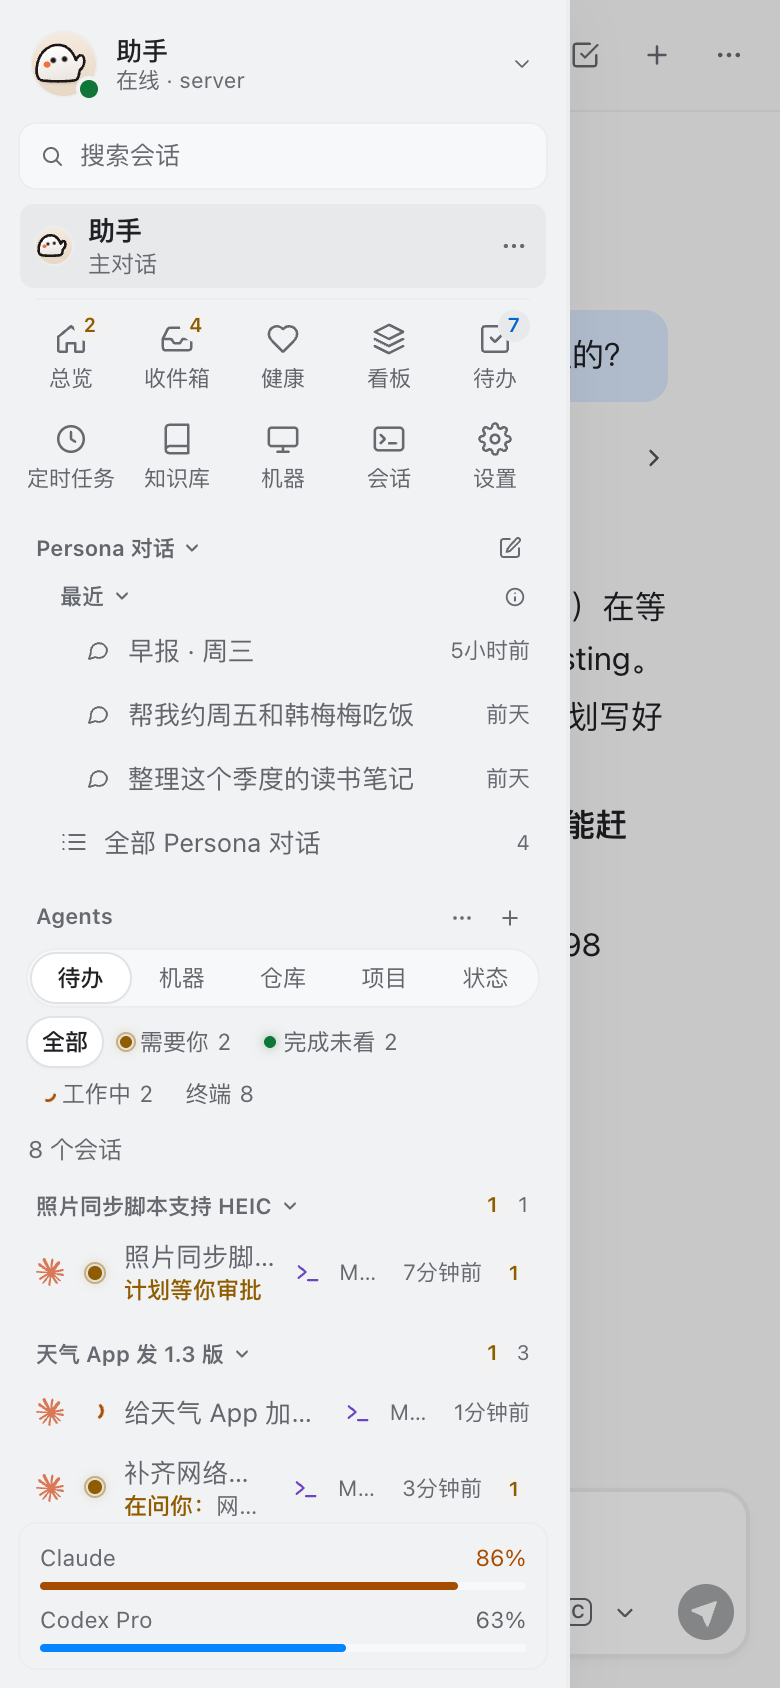 助手
在线 · server
搜索会话
助手
主对话
2
4
7
总览
收件箱
健康
看板
待办
定时任务
知识库
机器
会话
设置
Persona 对话
最近
早报 · 周三
5小时前
帮我约周五和韩梅梅吃饭
前天
整理这个季度的读书笔记
前天
全部 Persona 对话
4
Agents
待办
机器
仓库
项目
状态
全部
需要你 2
完成未看 2
工作中 2
终端 8
8 个会话
照片同步脚本支持 HEIC
1 1
照片同步脚...
M...
7分钟前
1
计划等你审批
天气 App 发 1.3 版
1 3
给天气 App 加...
M...
1分钟前
补齐网络...
M...
3分钟前
1
在问你：网...
Claude
86%
Codex Pro
63%
的?
）在等
sting。
划写好
能赶
98
C